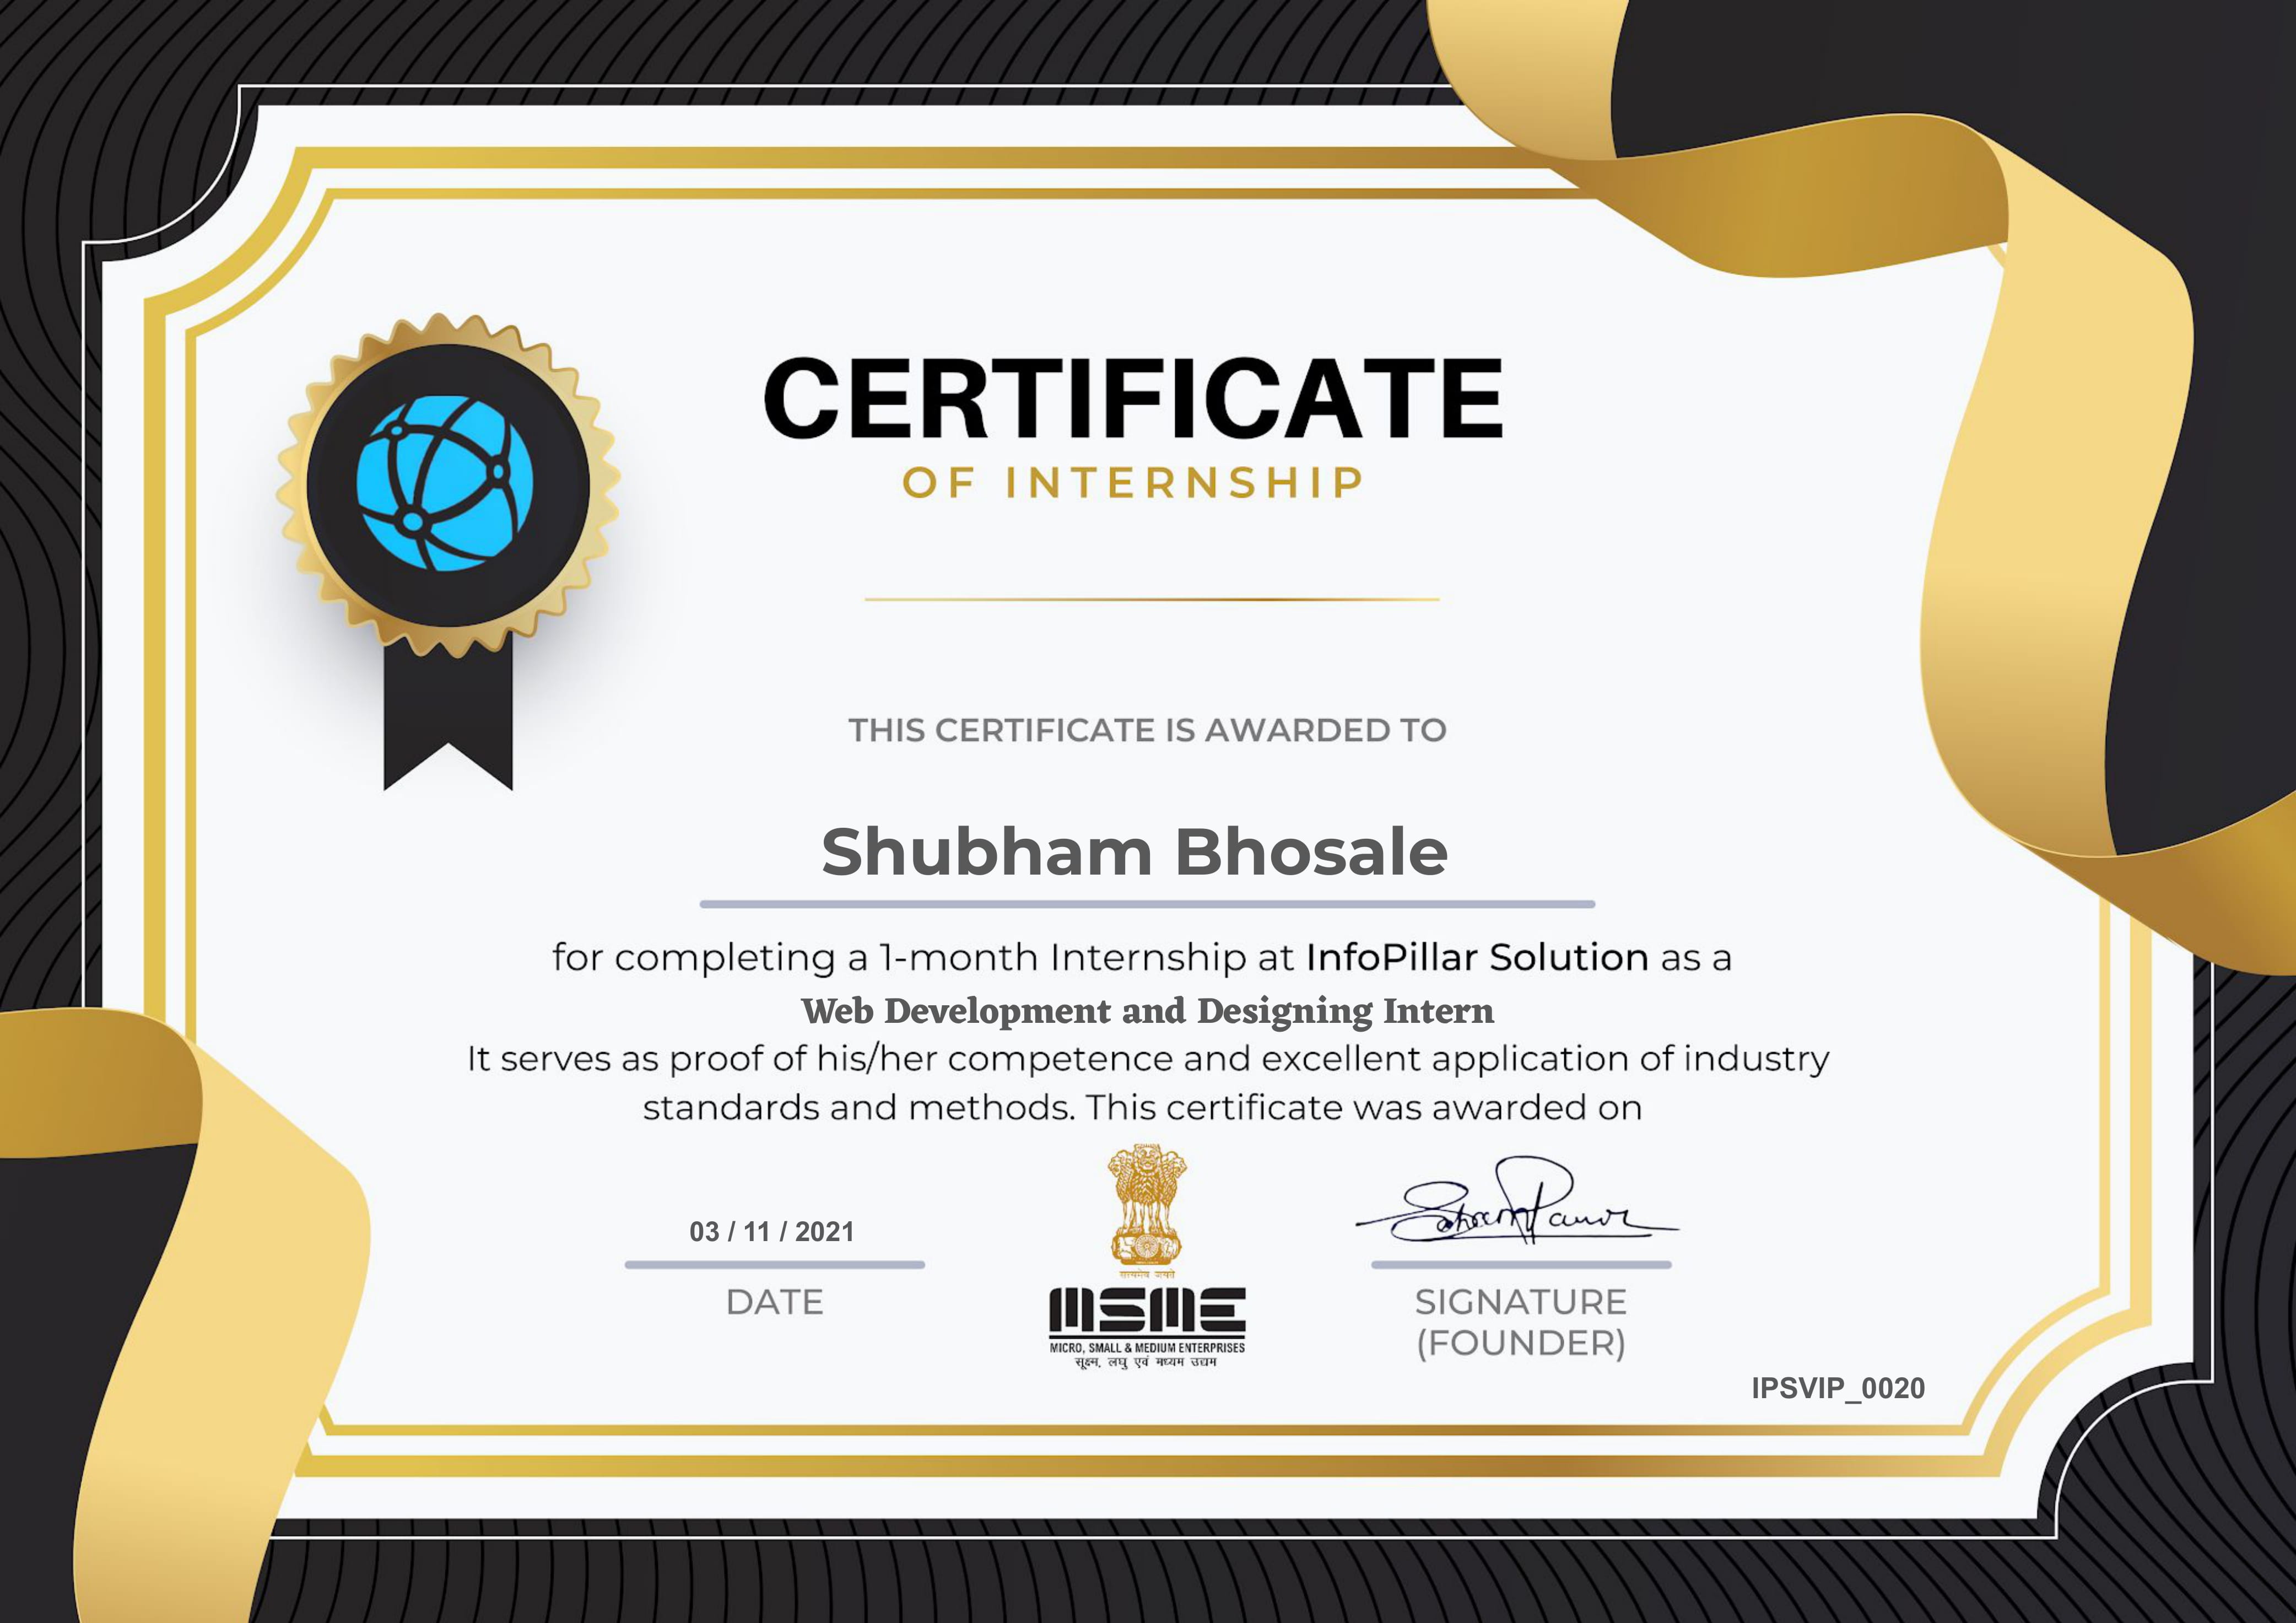 CERTIFICATE
OF INTERNSHIP
THIS CERTIFICATE IS AWARDED TO
Shubham Bhosale
for completing a 1-month Internship at InfoPillar Solution as a
Web Development and Designing Intern
It serves as proof of his/her competence and excellent application of industry
standards and methods. This certificate was awarded on
03 / 11 / 2021
DATE
सत्यमेव जयते
MSME
MICRO, SMALL & MEDIUM ENTERPRISES
सूक्ष्म, लघु एवं मध्यम उद्यम
SIGNATURE
(FOUNDER)
IPSVIP_0020